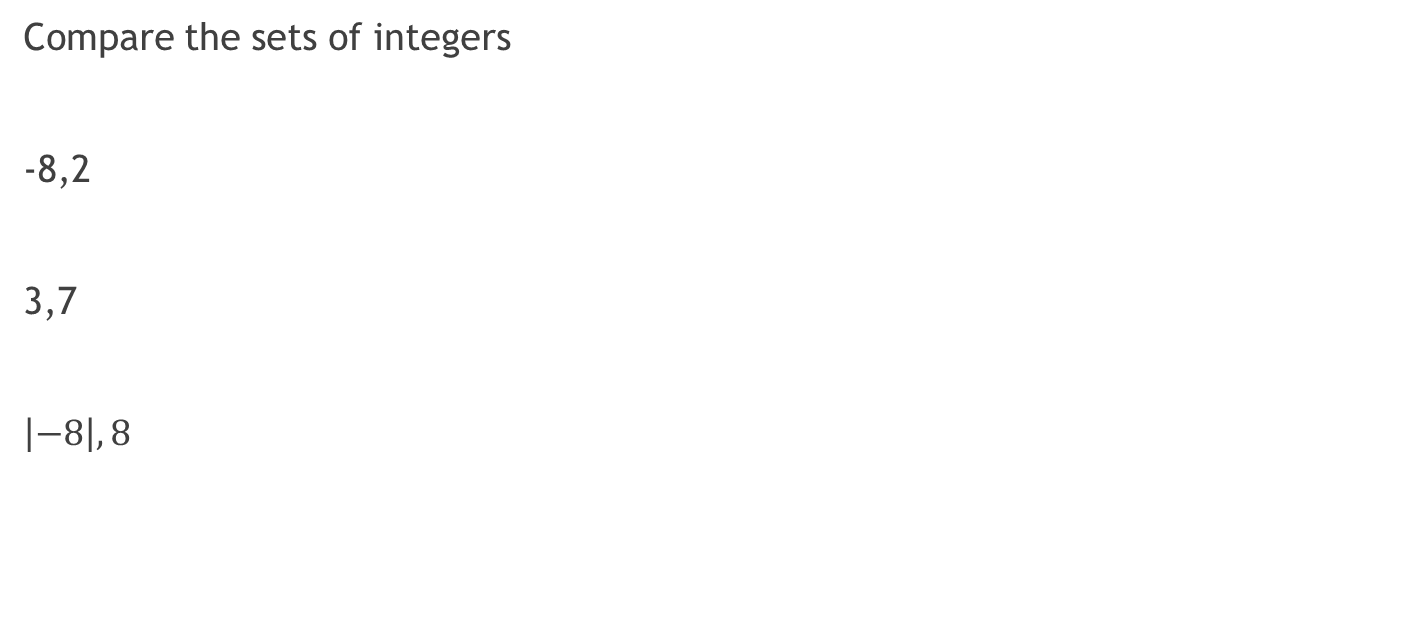 Compare the sets of integers
-8,2
3,7
|−8|, 8